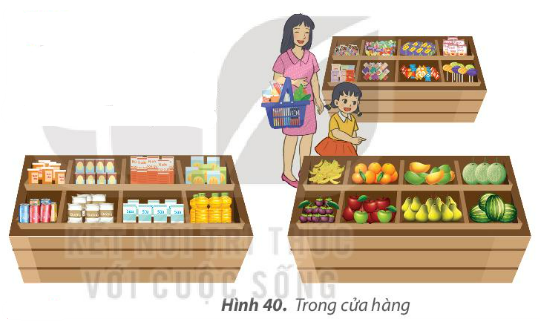 KẾT NỐI TRI THỨC
VỚI CUỘC SỐNG
Hình 40. Trong cửa hàng